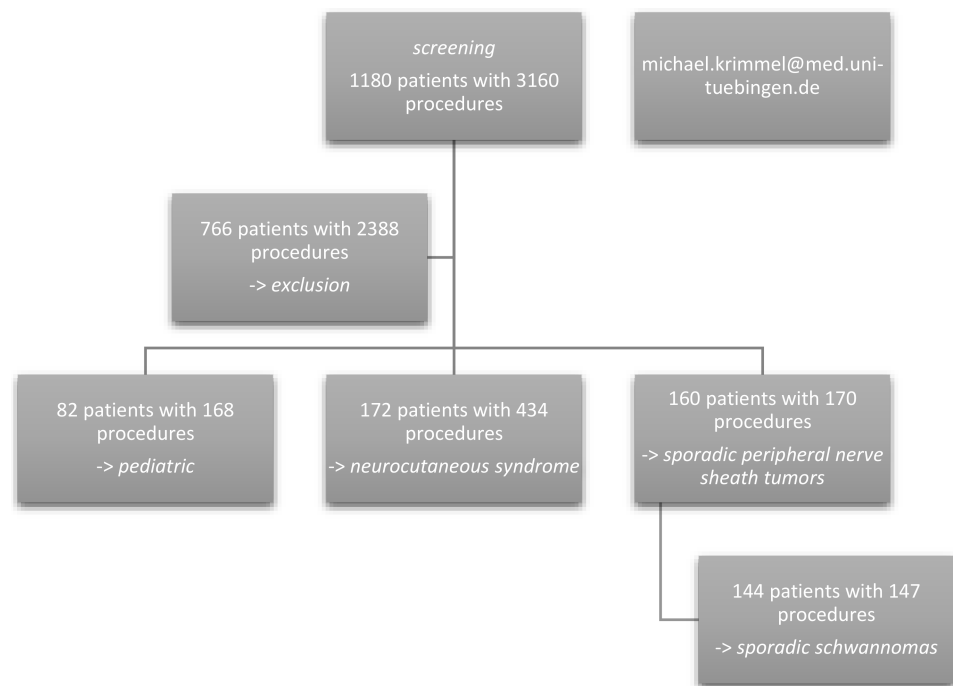 screening
1180 patients with 3160
procedures
michael.krimmel@med.uni-
tuebingen.de
766 patients with 2388
procedures
-> exclusion
82 patients with 168
procedures
-> pediatric
172 patients with 434
procedures
-> neurocutaneous syndrome
160 patients with 170
procedures
-> sporadic peripheral nerve
sheath tumors
144 patients with 147
procedures
-> sporadic schwannomas